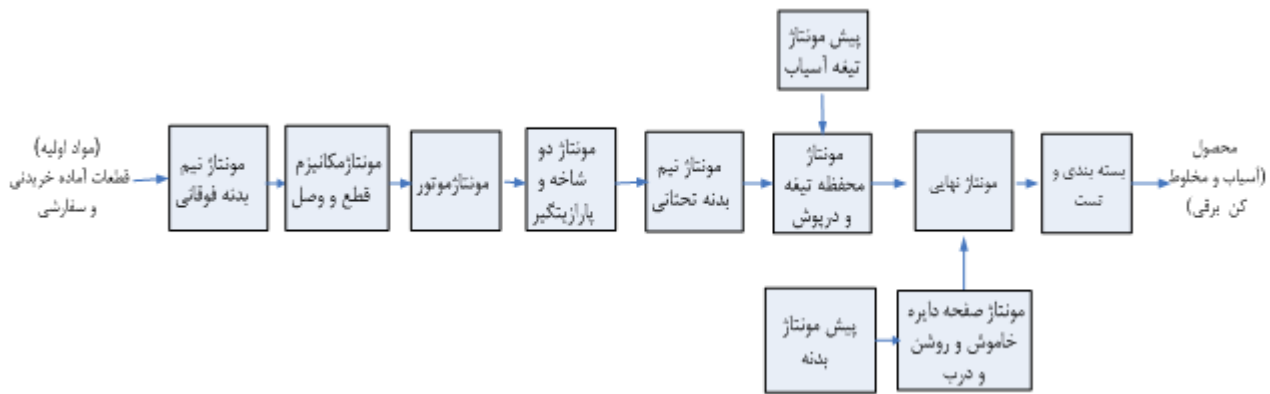 پیش مونتاژ
تیغه آسیاب
(مواد اولیه)
قطعات آماده خریدنی
و سفارشی
مونتاژ نیم
بدنه فوقانی
مونتاژمکانیزم
قطع و وصل
مونتاژموتور
مونتاژ دو
شاخه و
پارازیتگیر
مونتاژ نیم
بدنه تحتانی
مونتاژ
محفظه تیغه
و درپوش
مونتاژ نهایی
بسته بندی و
تست
محصول
(آسیاب و مخلوط
کن برقی)
پیش مونتاژ
بدنه
مونتاژ صفحه دایره
خاموش و روشن
و درب